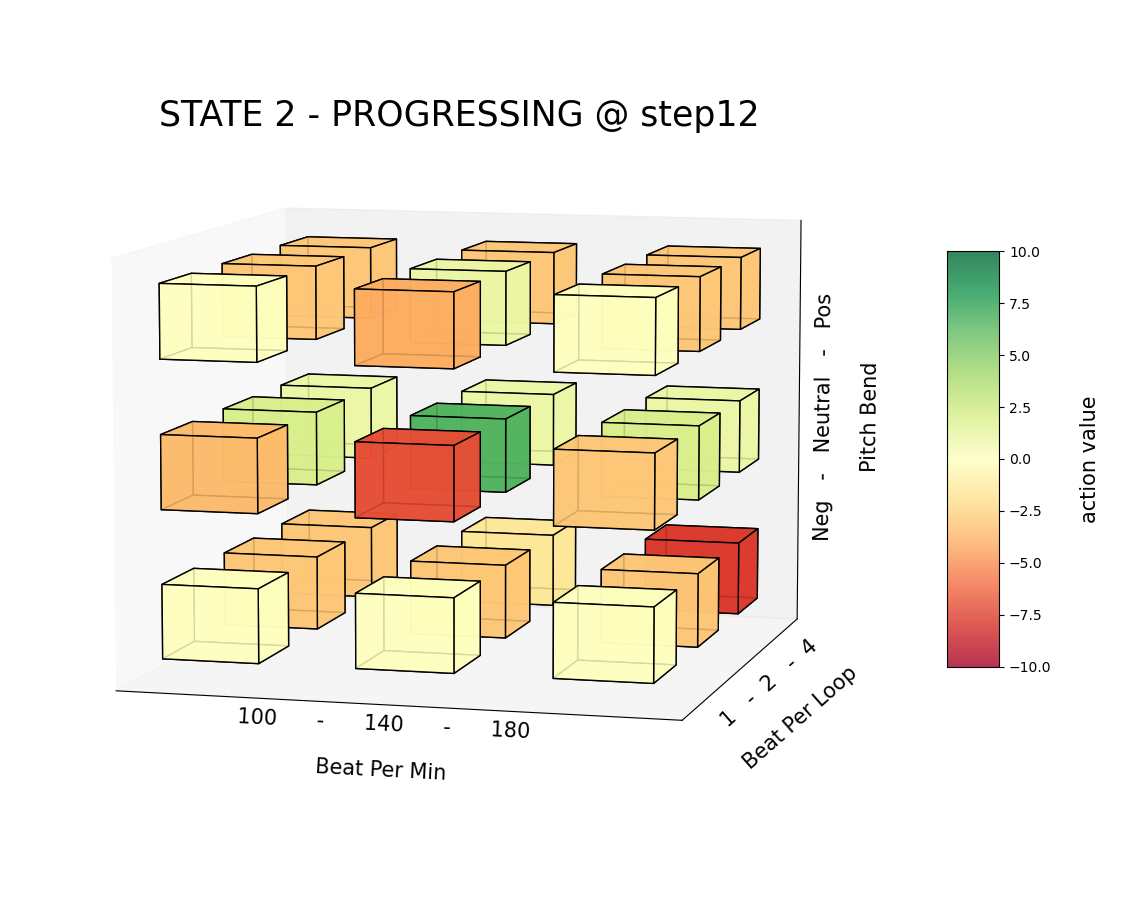 STATE 2 - PROGRESSING @ step12
Neg - Neutral - Pos
Pitch Bend
1 - 2 - 4
Beat Per Loop
100 - 140 - 180
Beat Per Min
10.0
7.5
5.0
2.5
0.0
−2.5
−5.0
−7.5
−10.0
action value